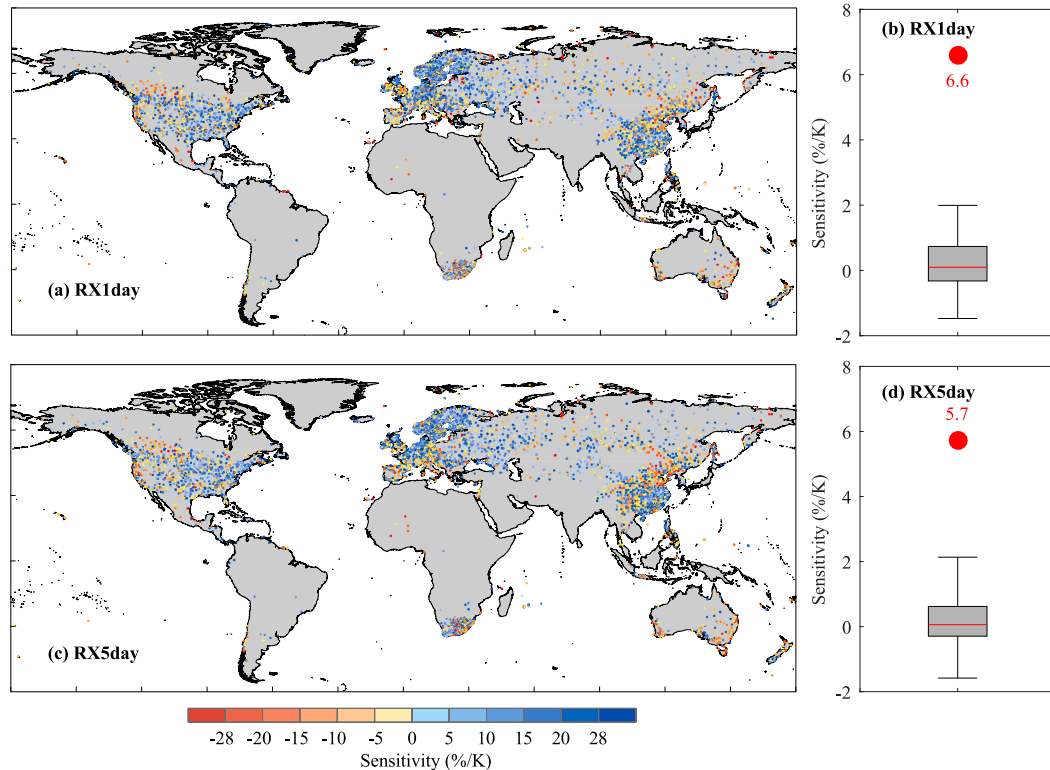 (a) RX1day
8
6
4
2
0
-2
Sensitivity (%/K)
(b) RX1day
6.6
(c) RX5day
8
6
4
2
0
-2
Sensitivity (%/K)
(d) RX5day
5.7
-28 -20 -15 -10 -5 0 5 10 15 20 28
Sensitivity (%/K)